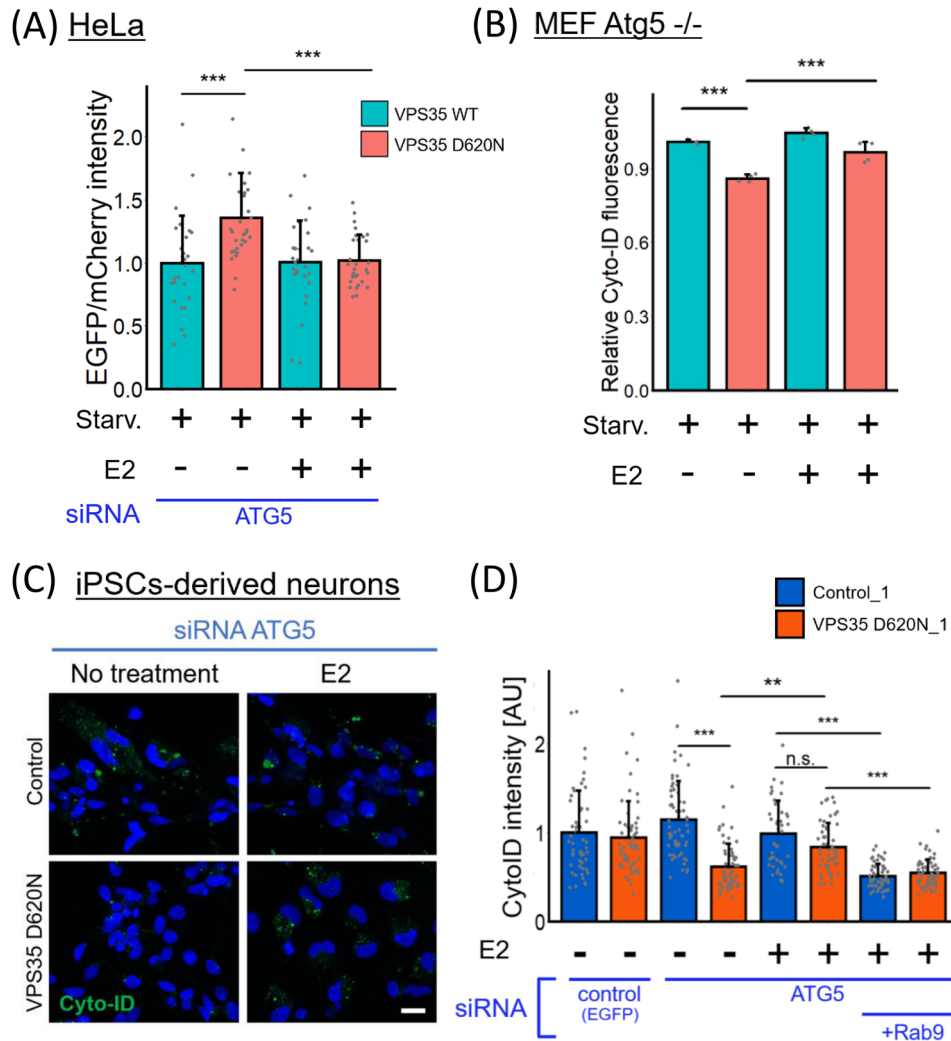 (A) HeLa
***
***
EGFP/mCherry intensity
2.0
1.5
1.0
0.5
0.0
VPS35 WT
VPS35 D620N
Starv. + + + +
E2 - - + +
siRNA ATG5
(B) MEF Atg5 -/-
***
***
Relative Cyto-ID fluorescence
0.9
0.6
0.3
0.0
Starv. + + + +
E2 - - + +
(C) iPSCs-derived neurons
siRNA ATG5
No treatment E2
Control
VPS35 D620N
Cyto-ID
(D)
Control_1
VPS35 D620N_1
CytoID intensity [AU]
2
1
0
**
***
***
n.s.
***
E2 - - - - + + + +
siRNA control ATG5
(EGFP)
+Rab9